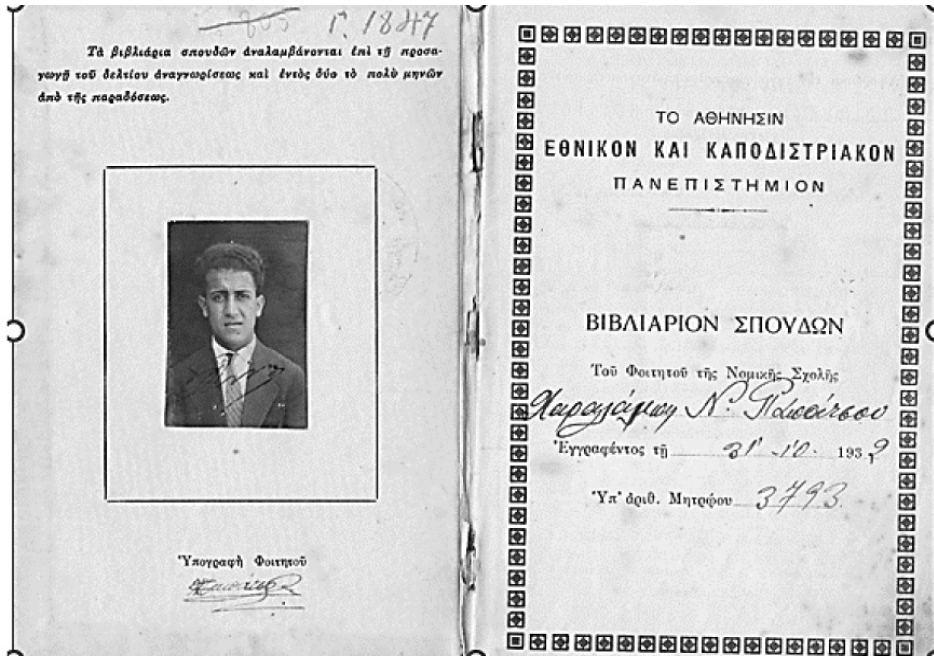 Γ. 1847
Τὰ βιβλιάρια σπουδῶν ἀναλαμβάνονται ἐπὶ τῇ προσα-
γωγῇ τοῦ δελτίου ἀναγνωρίσεως καὶ ἐντὸς δύο τὸ πολὺ μηνῶν
ἀπὸ τῆς παραδόσεως.
Ὑπογραφὴ Φοιτητοῦ
ΤΟ ΑΘΗΝΗΣΙΝ
ΕΘΝΙΚΟΝ ΚΑΙ ΚΑΠΟΔΙΣΤΡΙΑΚΟΝ
ΠΑΝΕΠΙΣΤΗΜΙΟΝ
ΒΙΒΛΙΑΡΙΟΝ ΣΠΟΥΔΩΝ
Τοῦ Φοιτητοῦ τῆς Νομικῆς Σχολῆς
Ν.
Ἐγγραφέντος τῇ 31 .10. 193
Ὑπ' ἀριθ. Μητρῴου 3793